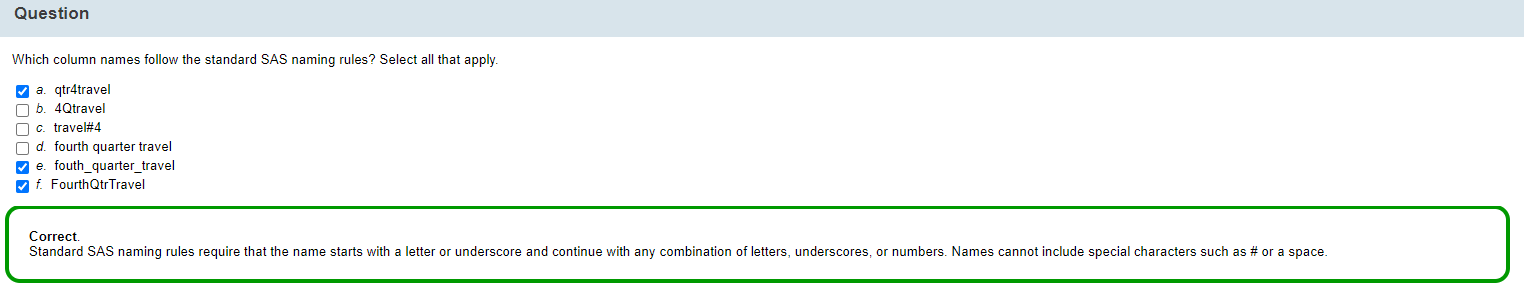 Question
Which column names follow the standard SAS naming rules? Select all that apply.
a. qtr4travel
b. 4Qtravel
c. travel#4
d. fourth quarter travel
e. fouth_quarter_travel
f. FourthQtrTravel
Correct.
Standard SAS naming rules require that the name starts with a letter or underscore and continue with any combination of letters, underscores, or numbers. Names cannot include special characters such as # or a space.